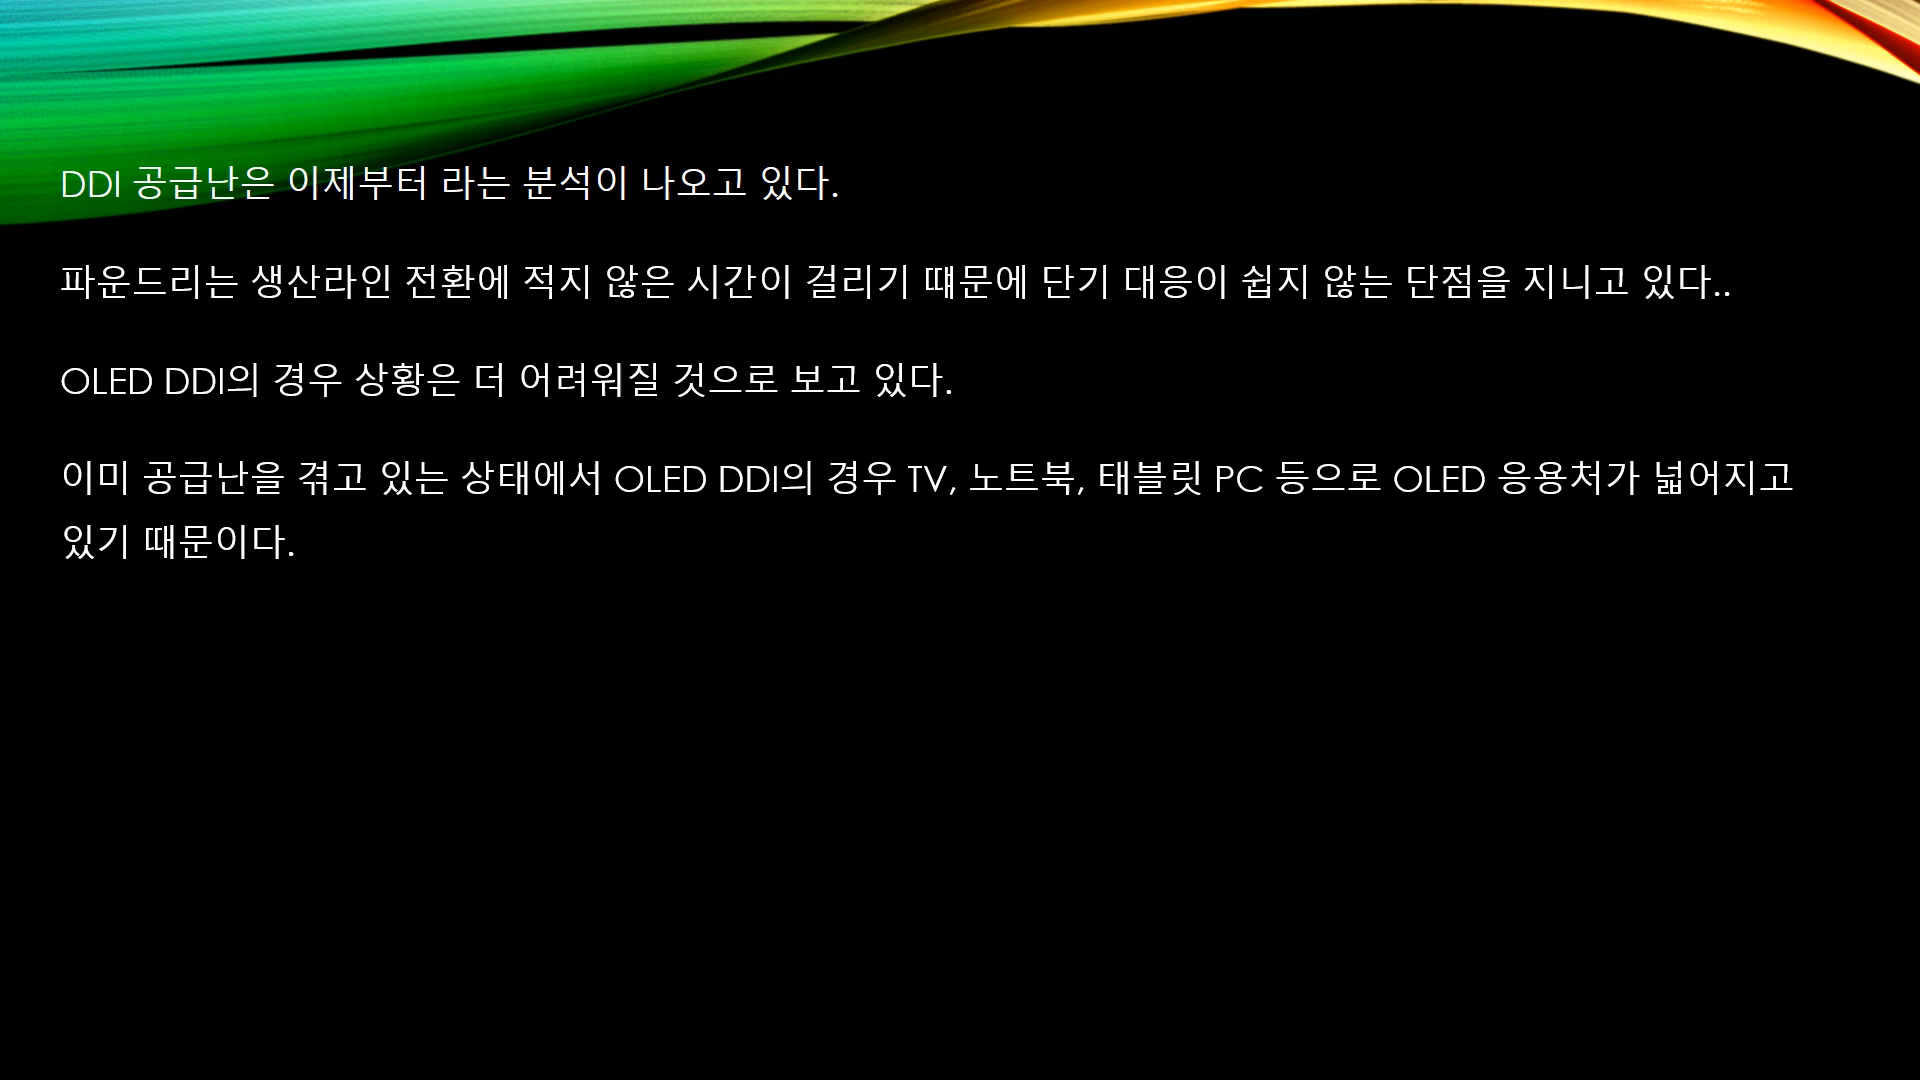 DDI 공급난은 이제부터 라는 분석이 나오고 있다.
파운드리는 생산라인 전환에 적지 않은 시간이 걸리기 떄문에 단기 대응이 쉽지 않는 단점을 지니고 있다..
OLED DDI의 경우 상황은 더 어려워질 것으로 보고 있다.
이미 공급난을 겪고 있는 상태에서 OLED DDI의 경우 TV, 노트북, 태블릿 PC 등으로 OLED 응용처가 넓어지고
있기 때문이다.